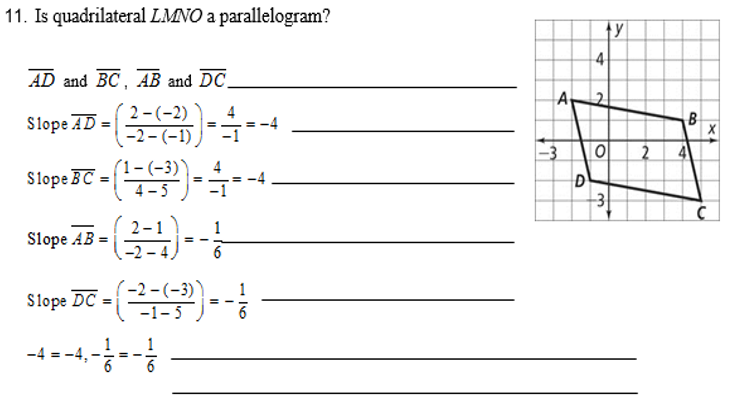 11. Is quadrilateral LMNO a parallelogram?
AD and BC, AB and DC.
Slope AD = (2 − (−2) / −2 − (−1)) = 4/−1 = −4
Slope BC = (1 − (−3) / 4 − 5) = 4/−1 = −4
Slope AB = (2 − 1 / −2 − 4) = −1/6
Slope DC = (−2 − (−3) / −1 − 5) = −1/6
−4 = −4, −1/6 = −1/6
y
4
A 2
B x
−3 O 2 4
D
−3
C